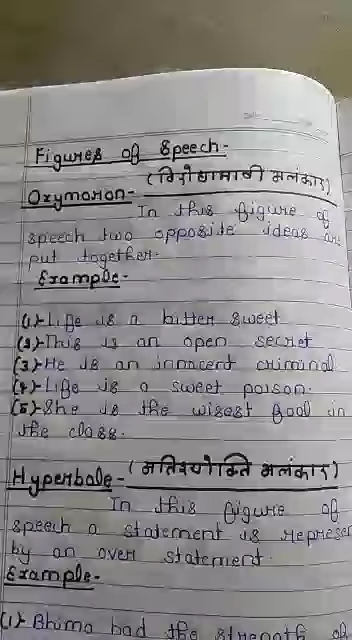 Figures of Speech-
Oxymoron- (विरोधाभाषी अलंकार)
In this figure of
speech two opposite ideas are
put together.
Example-
(1)- Life is a bitter sweet
(2)- This is an open secret
(3)- He is an innocent criminal
(4)- Life is a sweet poison.
(5)- She is the wisest fool in
the class.
Hyperbole- (अतिश्योक्ति अलंकार)
In this figure of
speech a statement is represen
by an over statement.
Example-
(1)- Bhima had the strength of